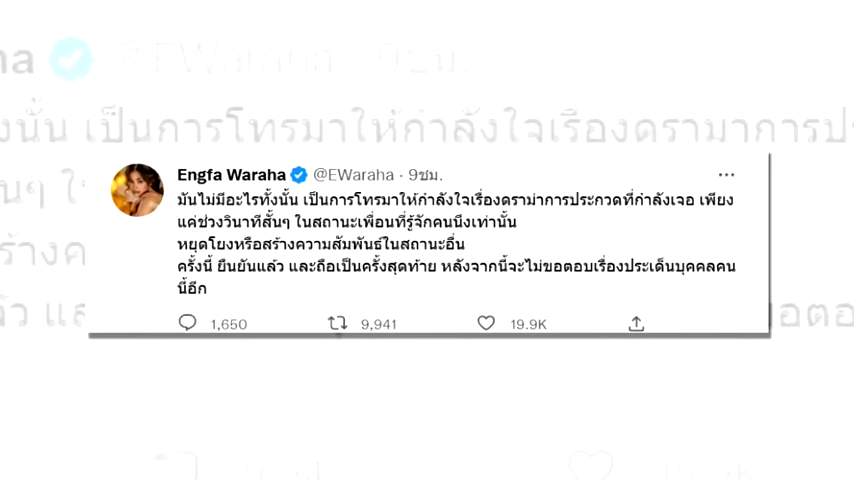 Engfa Waraha @EWaraha · 9ชม.
มันไม่มีอะไรทั้งนั้น เป็นการโทรมาให้กำลังใจเรื่องดราม่าการประกวดที่กำลังเจอ เพียง
แค่ช่วงวินาทีสั้นๆ ในสถานะเพื่อนที่รู้จักคนนึงเท่านั้น
หยุดโยงหรือสร้างความสัมพันธ์ในสถานะอื่น
ครั้งนี้ ยืนยันแล้ว และถือเป็นครั้งสุดท้าย หลังจากนี้จะไม่ขอตอบเรื่องประเด็นบุคคลคน
นี้อีก
1,650 9,941 19.9K